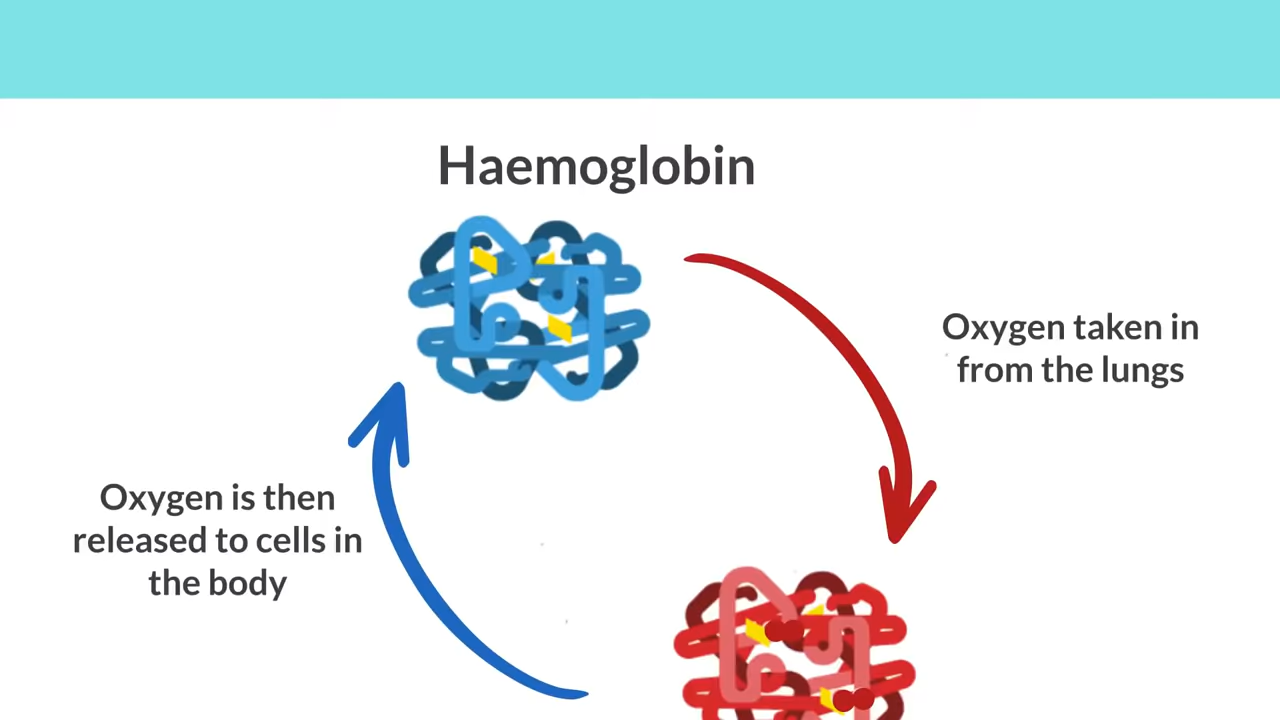 Haemoglobin
Oxygen taken in
from the lungs
Oxygen is then
released to cells in
the body